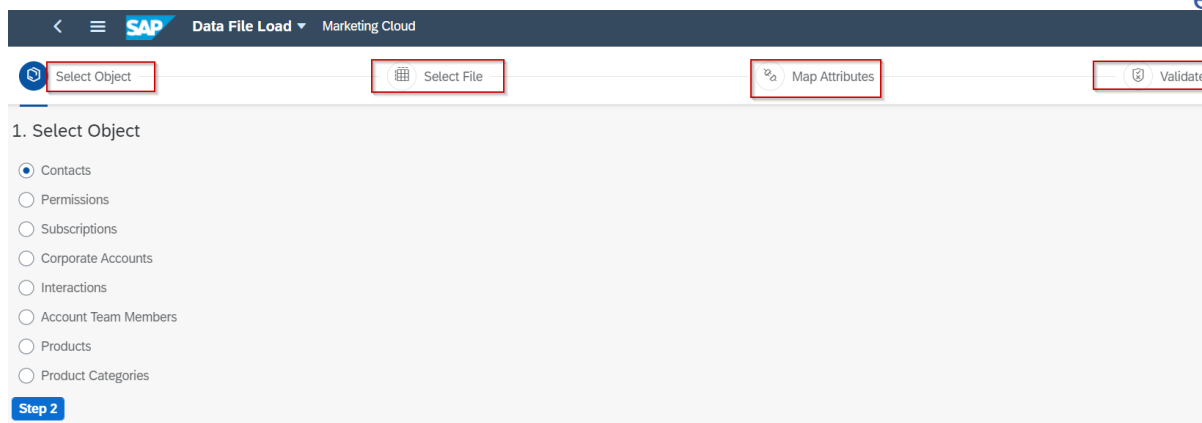 SAP Data File Load Marketing Cloud
Select Object Select File Map Attributes Validate
1. Select Object
Contacts
Permissions
Subscriptions
Corporate Accounts
Interactions
Account Team Members
Products
Product Categories
Step 2